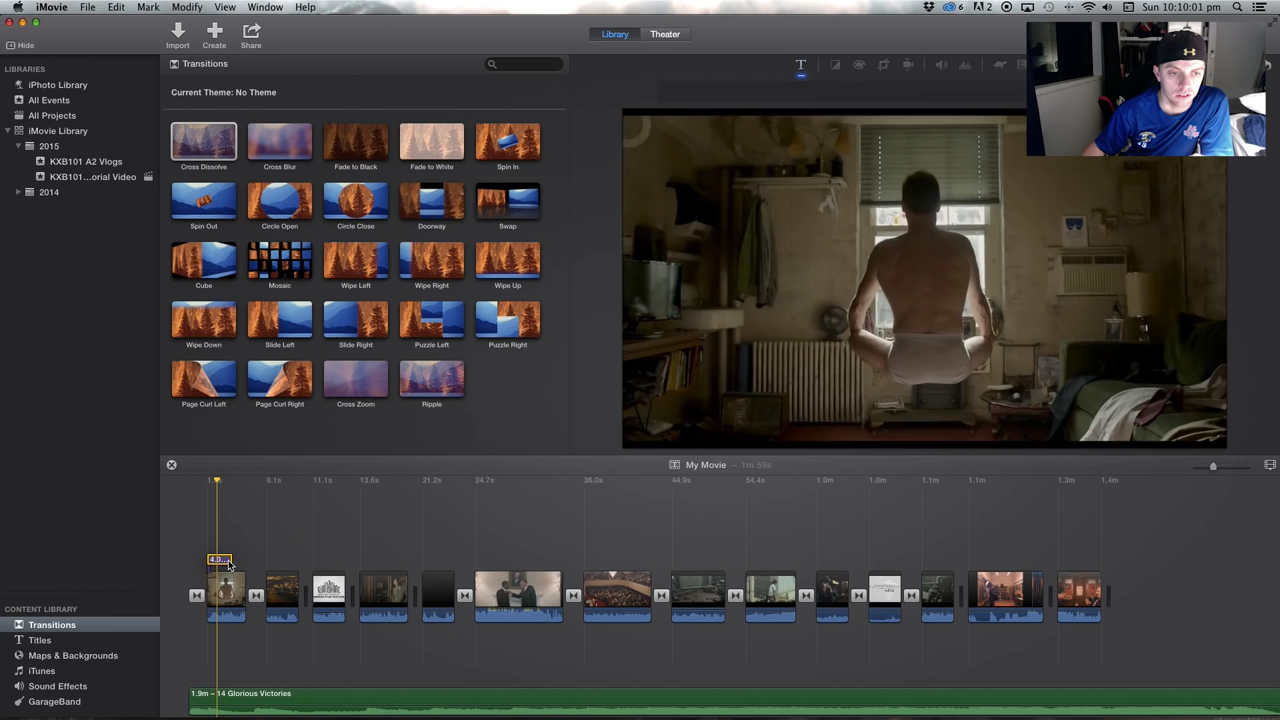 iMovie File Edit Mark Modify View Window Help
6 2 Sun 10:10:01 pm
Hide Import Create Share
Library Theater
LIBRARIES
iPhoto Library
All Events
All Projects
iMovie Library
2015
KXB101 A2 Vlogs
KXB101...orial Video
2014
Transitions
Current Theme: No Theme
Cross Dissolve Cross Blur Fade to Black Fade to White Spin In
Spin Out Circle Open Circle Close Doorway Swap
Cube Mosaic Wipe Left Wipe Right Wipe Up
Wipe Down Slide Left Slide Right Puzzle Left Puzzle Right
Page Curl Left Page Curl Right Cross Zoom Ripple
T
My Movie — 1m 59s
8.1s 11.1s 13.6s 21.2s 24.7s 36.0s 44.9s 54.4s 1.0m 1.0m 1.1m 1.1m 1.3m 1.4m
4.0...
1.9m – 14 Glorious Victories
CONTENT LIBRARY
Transitions
Titles
Maps & Backgrounds
iTunes
Sound Effects
GarageBand